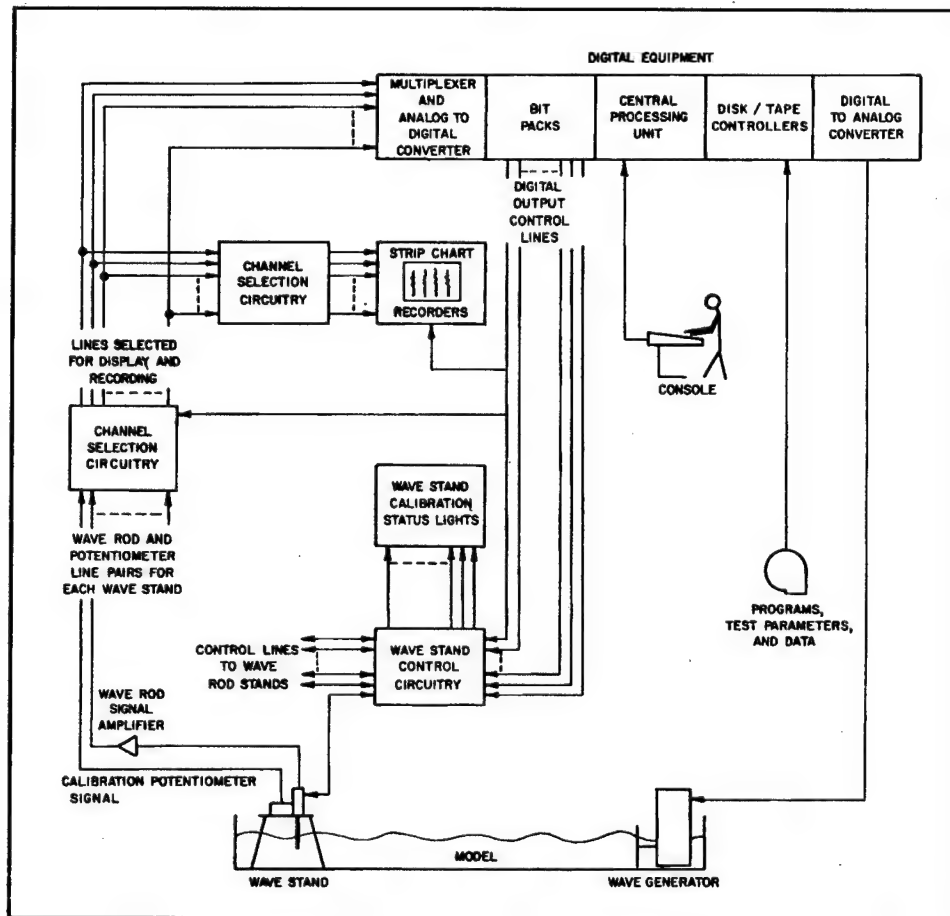 DIGITAL EQUIPMENT
MULTIPLEXER
AND
ANALOG TO
DIGITAL
CONVERTER
BIT
PACKS
CENTRAL
PROCESSING
UNIT
DISK / TAPE
CONTROLLERS
DIGITAL
TO ANALOG
CONVERTER
DIGITAL
OUTPUT
CONTROL
LINES
CHANNEL
SELECTION
CIRCUITRY
STRIP CHART
RECORDERS
LINES SELECTED
FOR DISPLAY AND
RECORDING
CONSOLE
CHANNEL
SELECTION
CIRCUITRY
WAVE STAND
CALIBRATION
STATUS LIGHTS
WAVE ROD AND
POTENTIOMETER
LINE PAIRS FOR
EACH WAVE STAND
PROGRAMS,
TEST PARAMETERS,
AND DATA
CONTROL LINES
TO WAVE
ROD STANDS
WAVE STAND
CONTROL
CIRCUITRY
WAVE ROD
SIGNAL
AMPLIFIER
CALIBRATION POTENTIOMETER
SIGNAL
MODEL
WAVE STAND
WAVE GENERATOR